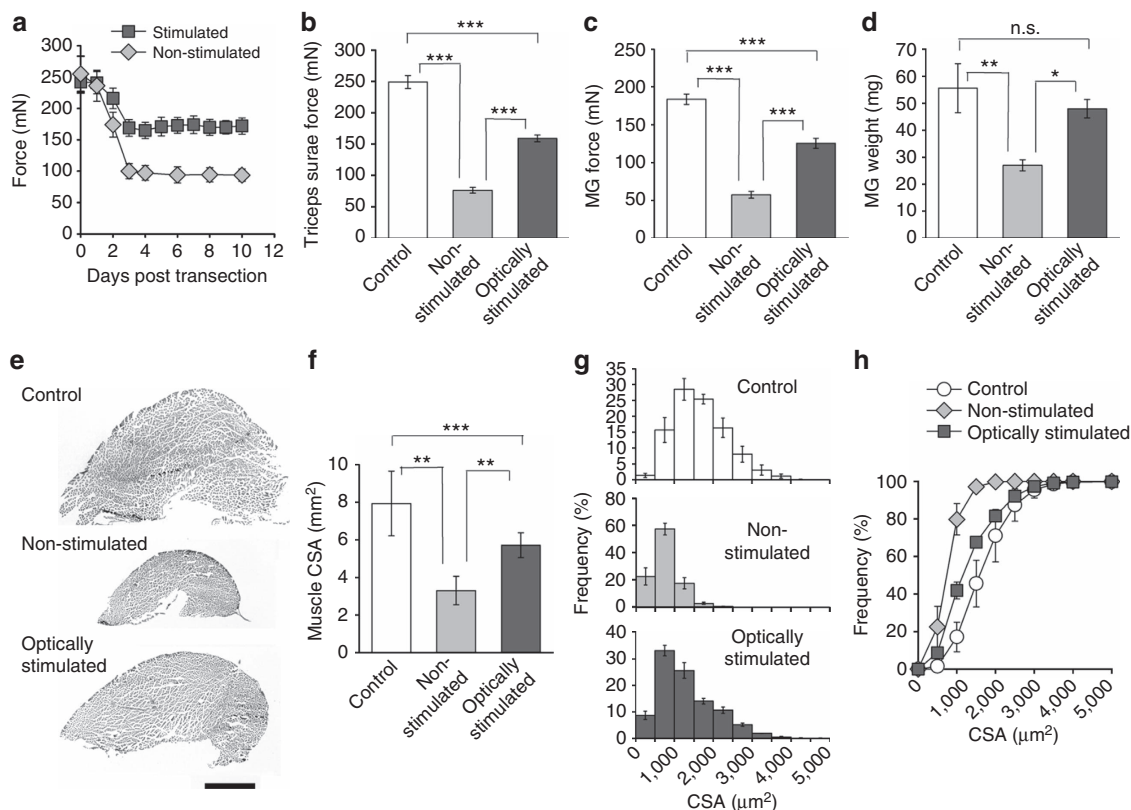 a
Stimulated
Non-stimulated
300
250
200
150
100
50
0
Force (mN)
0 2 4 6 8 10 12
Days post transection
b
***
***
***
300
250
200
150
100
50
0
Triceps surae force (mN)
Control
Non-
stimulated
Optically
stimulated
c
***
***
***
250
200
150
100
50
0
MG force (mN)
Control
Non-
stimulated
Optically
stimulated
d
n.s.
**
*
70
60
50
40
30
20
10
0
MG weight (mg)
Control
Non-
stimulated
Optically
stimulated
e
Control
Non-stimulated
Optically
stimulated
f
***
**
**
10
8
6
4
2
0
Muscle CSA (mm²)
Control
Non-
stimulated
Optically
stimulated
g
35
30
25
20
15
10
5
0
Control
80
60
40
20
0
Non-
stimulated
Frequency (%)
40
30
20
10
0
Optically
stimulated
0 1,000 2,000 3,000 4,000 5,000
CSA (μm²)
h
Control
Non-stimulated
Optically stimulated
100
80
60
40
20
0
Frequency (%)
0 1,000 2,000 3,000 4,000 5,000
CSA (μm²)